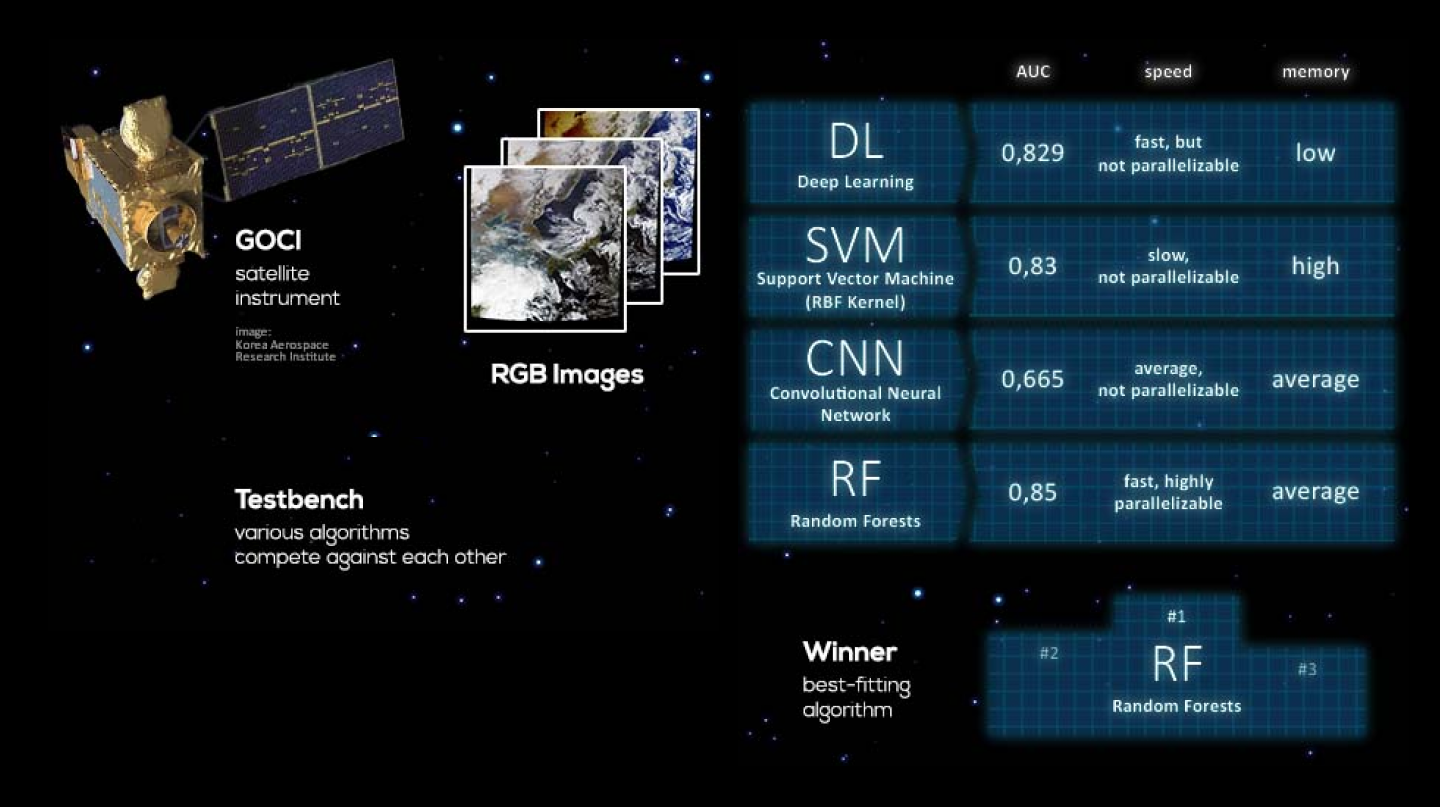 GOCI
satellite
instrument
image:
Korea Aerospace
Research Institute
RGB Images
Testbench
various algorithms
compete against each other
AUC speed memory
DL
Deep Learning
0,829
fast, but
not parallelizable
low
SVM
Support Vector Machine
(RBF Kernel)
0,83
slow,
not parallelizable
high
CNN
Convolutional Neural
Network
0,665
average,
not parallelizable
average
RF
Random Forests
0,85
fast, highly
parallelizable
average
Winner
best-fitting
algorithm
#1
#2
RF
#3
Random Forests